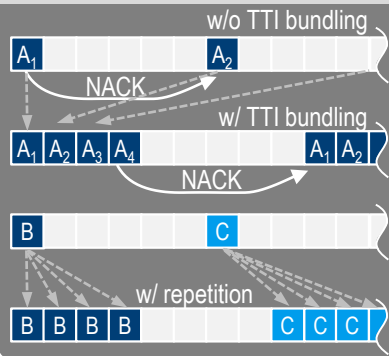 w/o TTI bundling
A1 A2
NACK
w/ TTI bundling
A1 A2 A3 A4 A1 A2
NACK
B C
w/ repetition
B B B B C C C